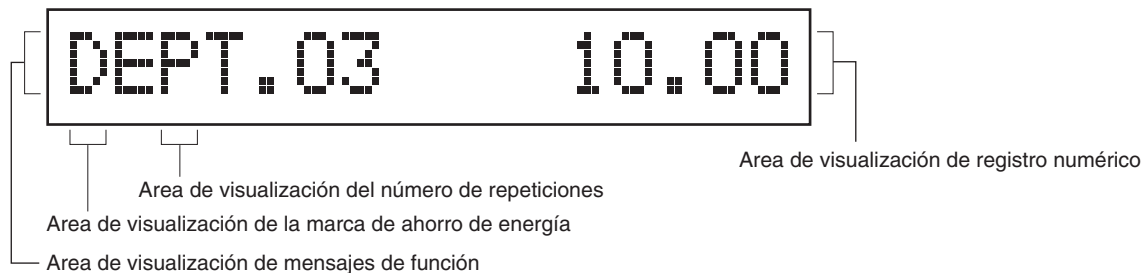 DEPT.03 10.00
Area de visualización de registro numérico
Area de visualización del número de repeticiones
Area de visualización de la marca de ahorro de energía
Area de visualización de mensajes de función